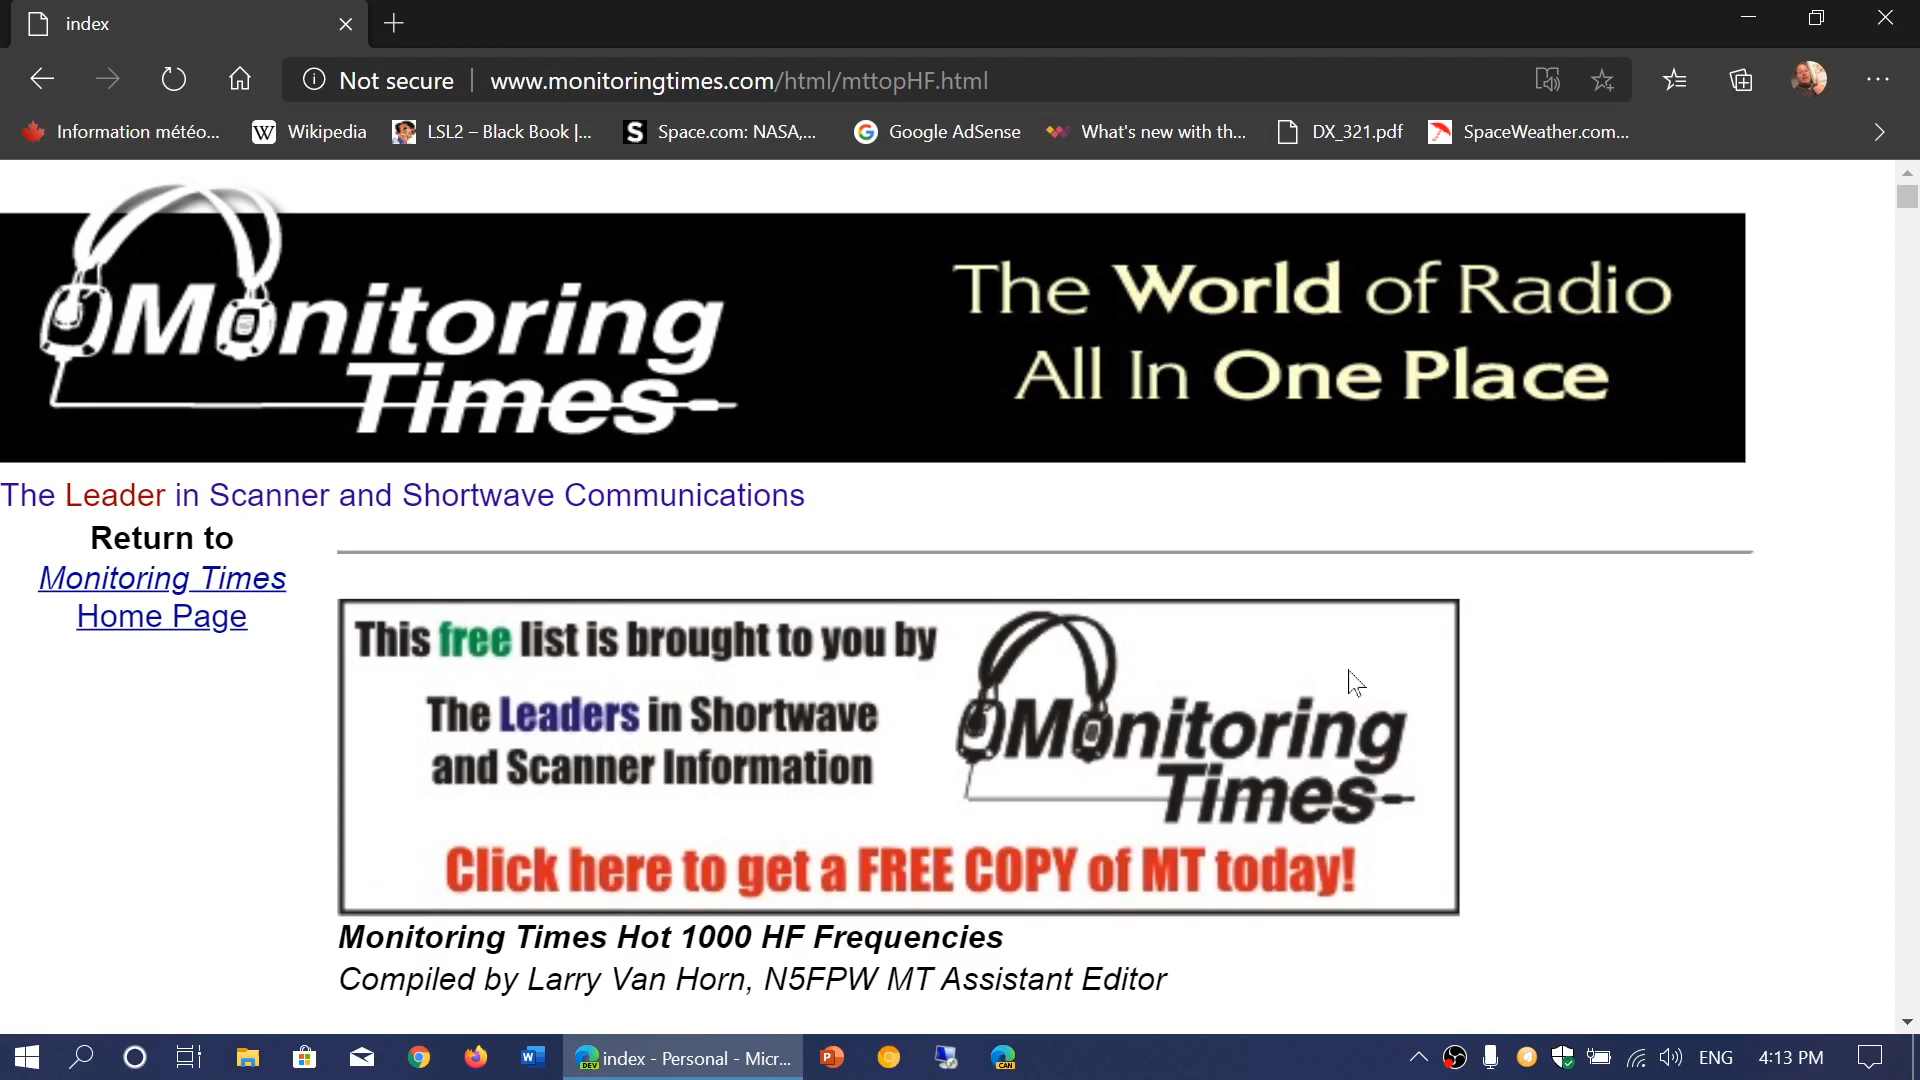 index
Not secure www.monitoringtimes.com/html/mttopHF.html
Information météo... Wikipedia LSL2 – Black Book |... Space.com: NASA,... Google AdSense What's new with th... DX_321.pdf SpaceWeather.com...
Monitoring
Times
The World of Radio
All In One Place
The Leader in Scanner and Shortwave Communications
Return to
Monitoring Times
Home Page
This free list is brought to you by
The Leaders in Shortwave
and Scanner Information
Monitoring
Times
Click here to get a FREE COPY of MT today!
Monitoring Times Hot 1000 HF Frequencies
Compiled by Larry Van Horn, N5FPW MT Assistant Editor
index - Personal - Micr... ENG 4:13 PM